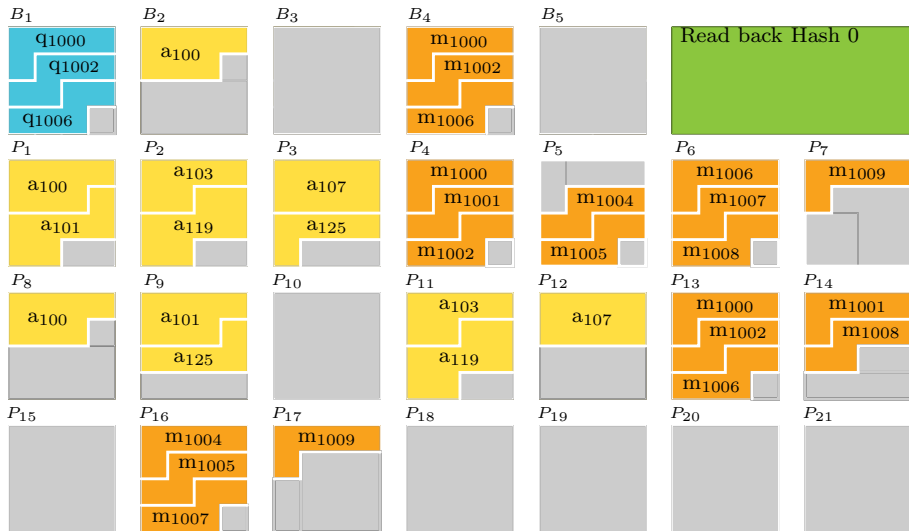 B1 B2 B3 B4 B5
q1000 a100 m1000 Read back Hash 0
q1002 m1002
q1006 m1006
P1 P2 P3 P4 P5 P6 P7
a100 a103 a107 m1000 m1006 m1009
m1001 m1004 m1007
a101 a119 a125 m1002 m1005 m1008
P8 P9 P10 P11 P12 P13 P14
a100 a101 a103 a107 m1000 m1001
m1002 m1008
a125 a119 m1006
P15 P16 P17 P18 P19 P20 P21
m1004 m1009
m1005
m1007